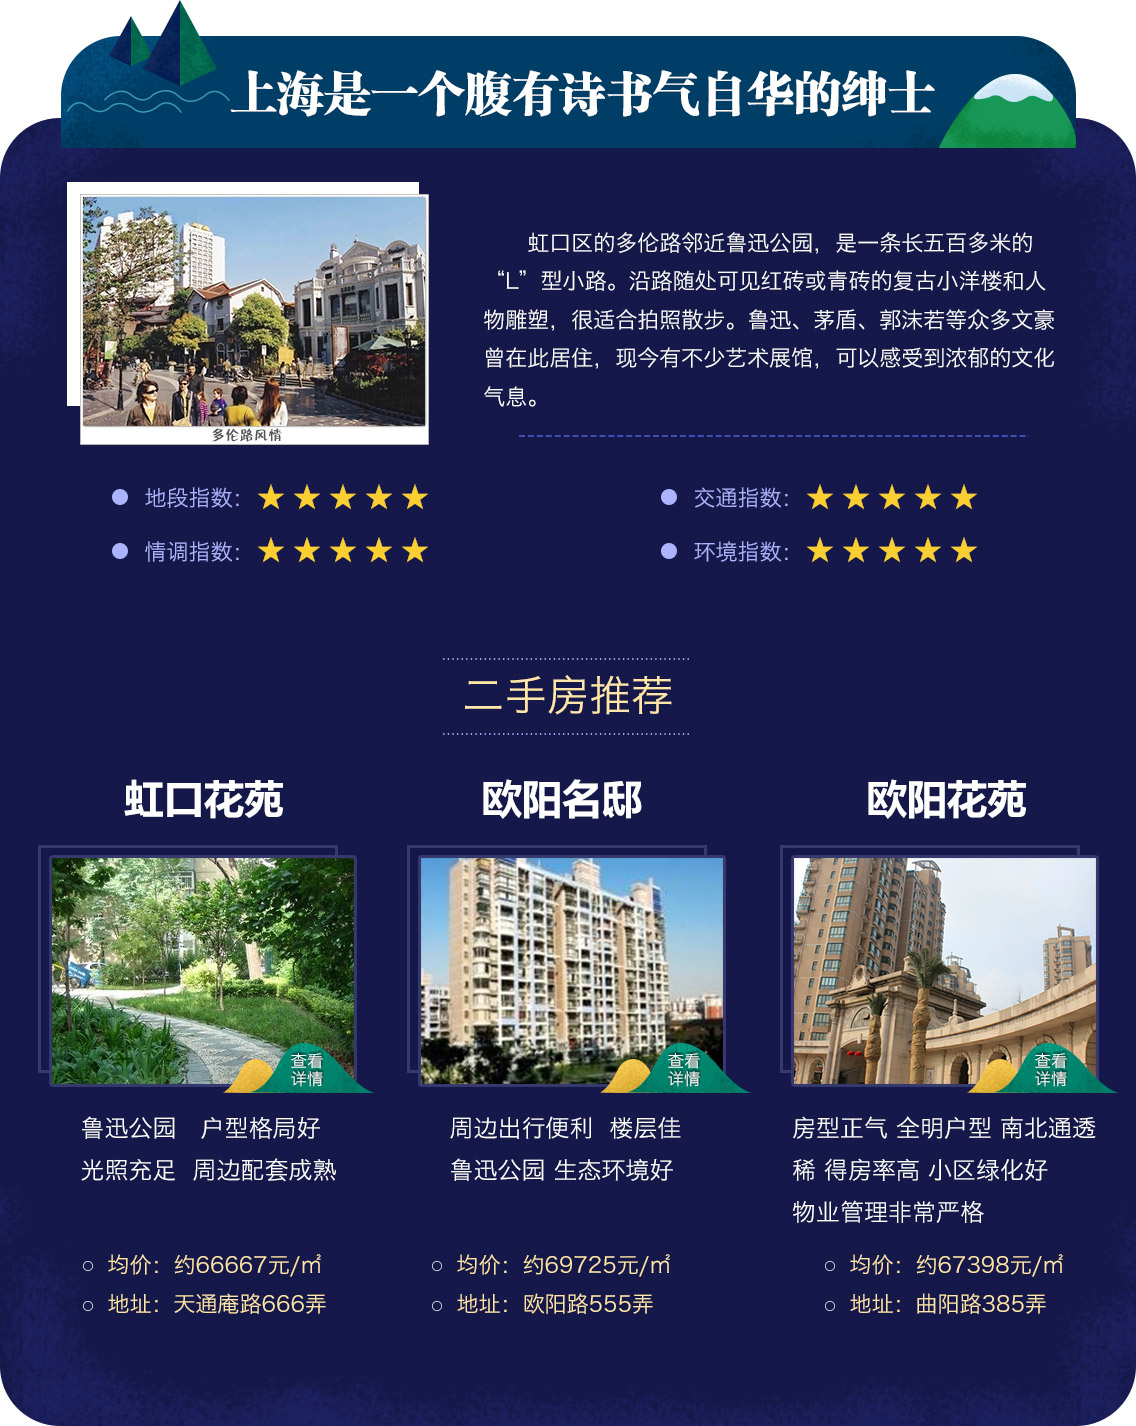 上海是一个腹有诗书气自华的绅士
虹口区的多伦路邻近鲁迅公园，是一条长五百多米的
“L”型小路。沿路随处可见红砖或青砖的复古小洋楼和人
物雕塑，很适合拍照散步。鲁迅、茅盾、郭沫若等众多文豪
曾在此居住，现今有不少艺术展馆，可以感受到浓郁的文化
气息。
多伦路风情
地段指数：★★★★★
交通指数：★★★★★
情调指数：★★★★★
环境指数：★★★★★
二手房推荐
虹口花苑
查看
详情
鲁迅公园 户型格局好
光照充足 周边配套成熟
均价：约66667元/㎡
地址：天通庵路666弄
欧阳名邸
查看
详情
周边出行便利 楼层佳
鲁迅公园 生态环境好
均价：约69725元/㎡
地址：欧阳路555弄
欧阳花苑
查看
详情
房型正气 全明户型 南北通透
稀 得房率高 小区绿化好
物业管理非常严格
均价：约67398元/㎡
地址：曲阳路385弄